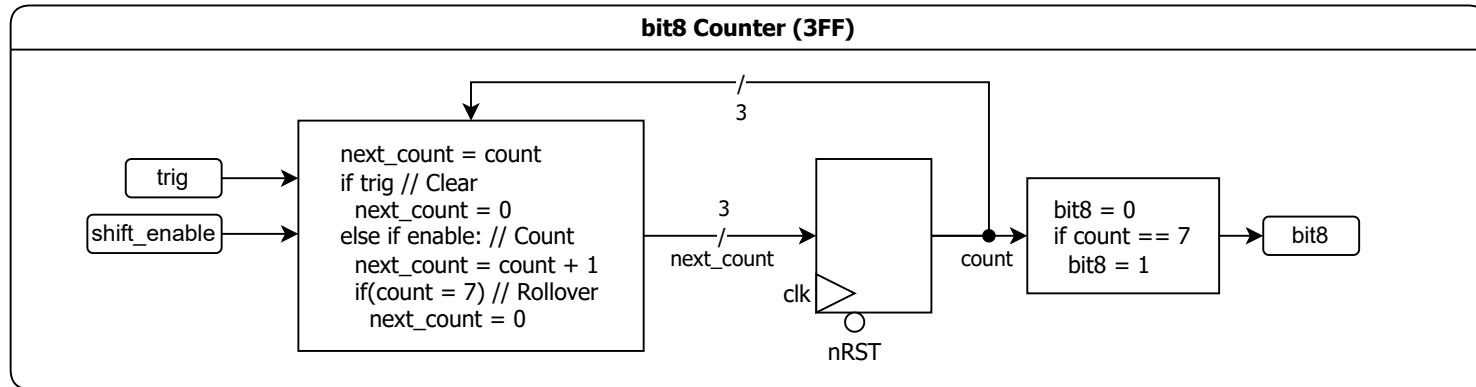 bit8 Counter (3FF)
/
3
trig
shift_enable
next_count = count
if trig // Clear
next_count = 0
else if enable: // Count
next_count = count + 1
if(count = 7) // Rollover
next_count = 0
3
/
next_count
clk
nRST
count
bit8 = 0
if count == 7
bit8 = 1
bit8